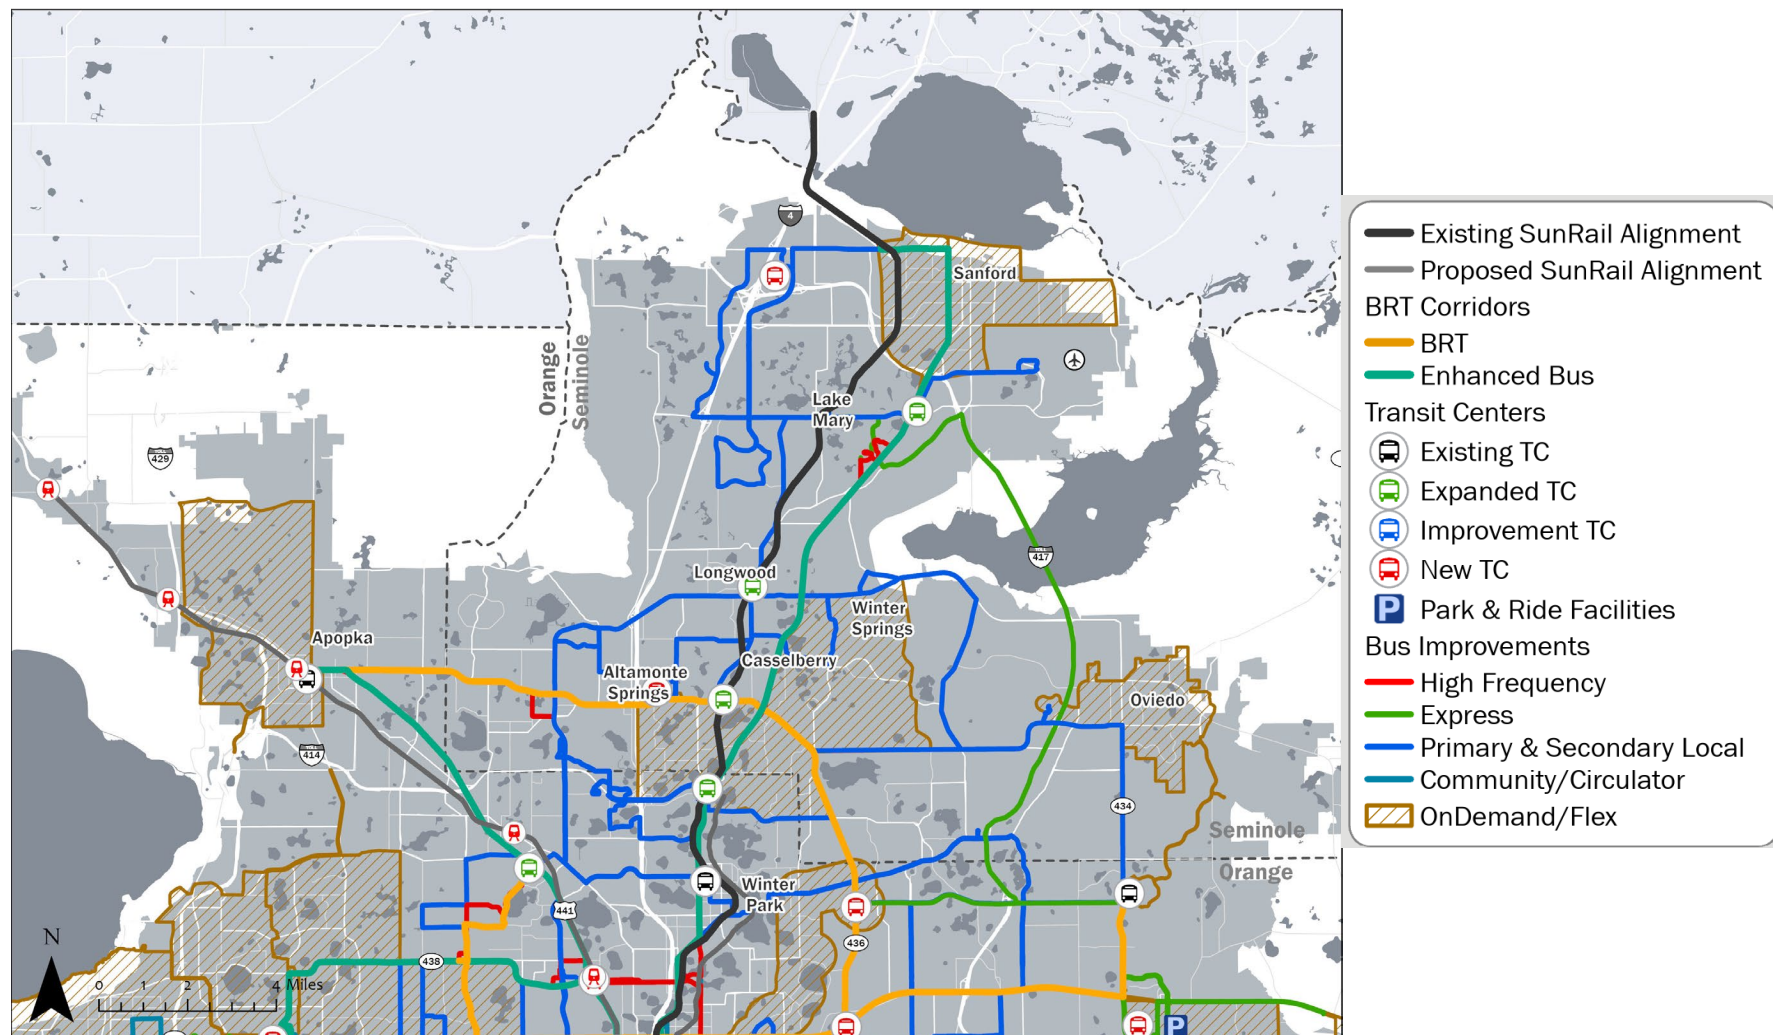 4
Sanford
Orange
Seminole
Lake
Mary
429
417
Longwood
Winter
Springs
Apopka
Casselberry
Altamonte
Springs
Oviedo
414
434
Seminole
Orange
Winter
Park
441
436
438
N
0 1 2 4 Miles
P
Existing SunRail Alignment
Proposed SunRail Alignment
BRT Corridors
BRT
Enhanced Bus
Transit Centers
Existing TC
Expanded TC
Improvement TC
New TC
P Park & Ride Facilities
Bus Improvements
High Frequency
Express
Primary & Secondary Local
Community/Circulator
OnDemand/Flex